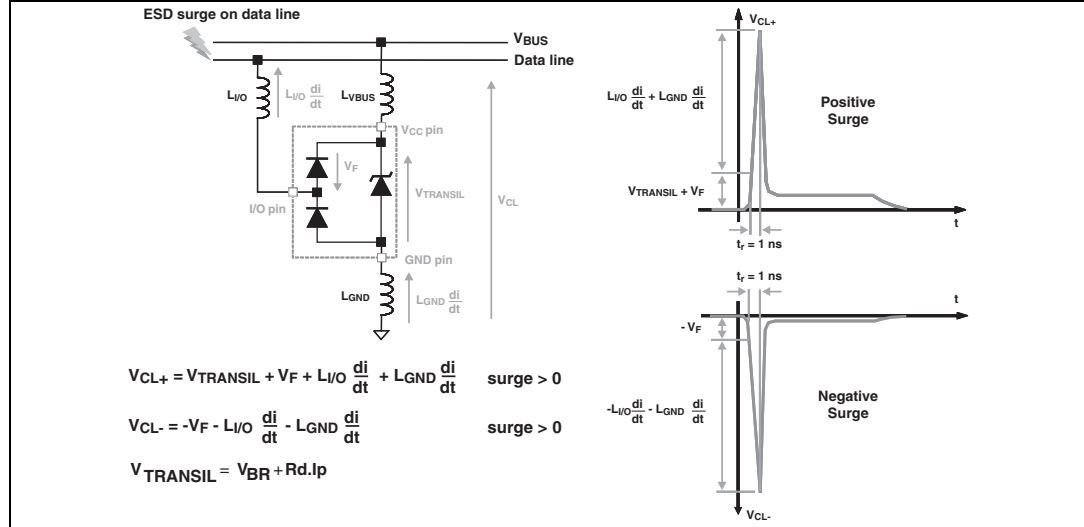 ESD surge on data line
VBUS
Data line
LI/O
LI/O di/dt
LVBUS
VCC pin
VF
VTRANSIL
VCL
I/O pin
GND pin
LGND
LGND di/dt
VCL+ = VTRANSIL + VF + LI/O di/dt + LGND di/dt surge > 0
VCL- = -VF - LI/O di/dt - LGND di/dt surge > 0
VTRANSIL = VBR + Rd.Ip
VCL+
LI/O di/dt + LGND di/dt
Positive
Surge
VTRANSIL + VF
t
tr = 1 ns
tr = 1 ns
t
- VF
-LI/O di/dt - LGND di/dt
Negative
Surge
VCL-